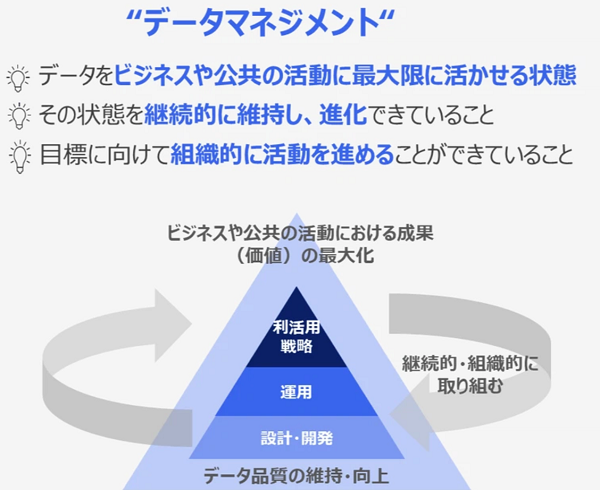 “データマネジメント“
データをビジネスや公共の活動に最大限に活かせる状態
その状態を継続的に維持し、進化できていること
目標に向けて組織的に活動を進めることができていること
ビジネスや公共の活動における成果
（価値）の最大化
利活用
戦略
継続的・組織的に
取り組む
運用
設計・開発
データ品質の維持・向上